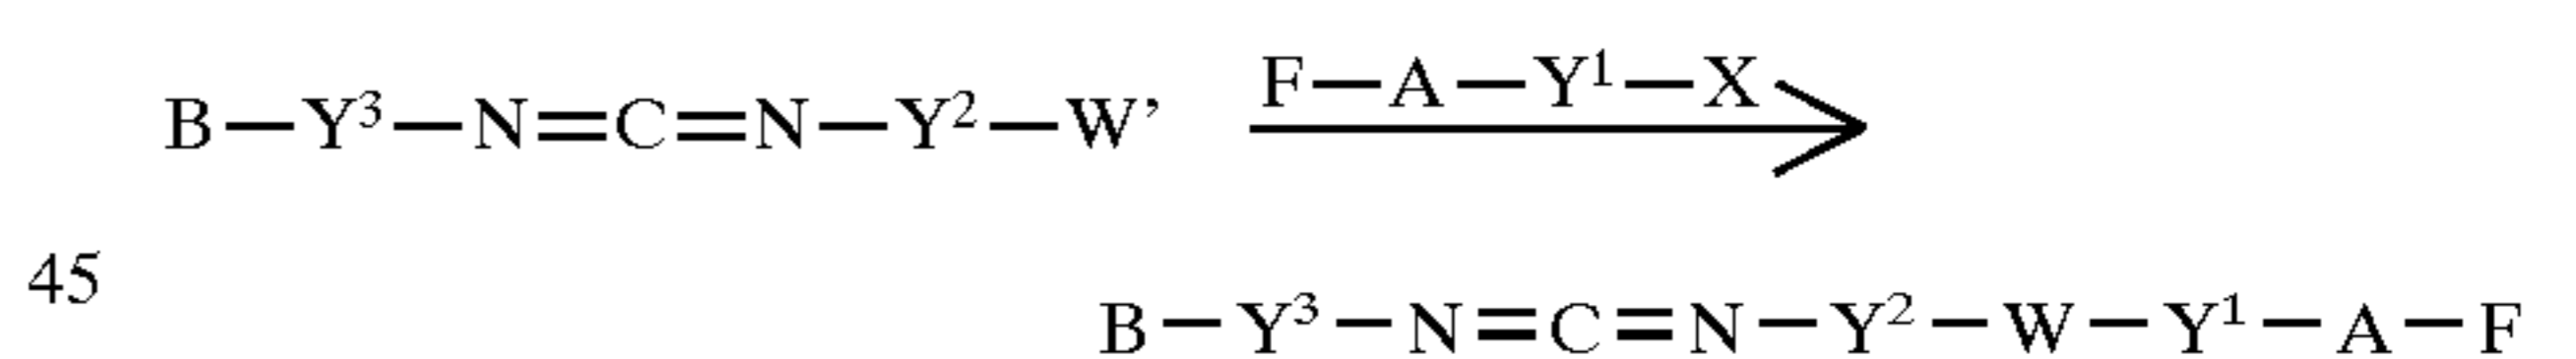 F—A—Y¹—X
B—Y³—N=C=N—Y²—W’
45
B—Y³—N=C=N—Y²—W—Y¹—A—F